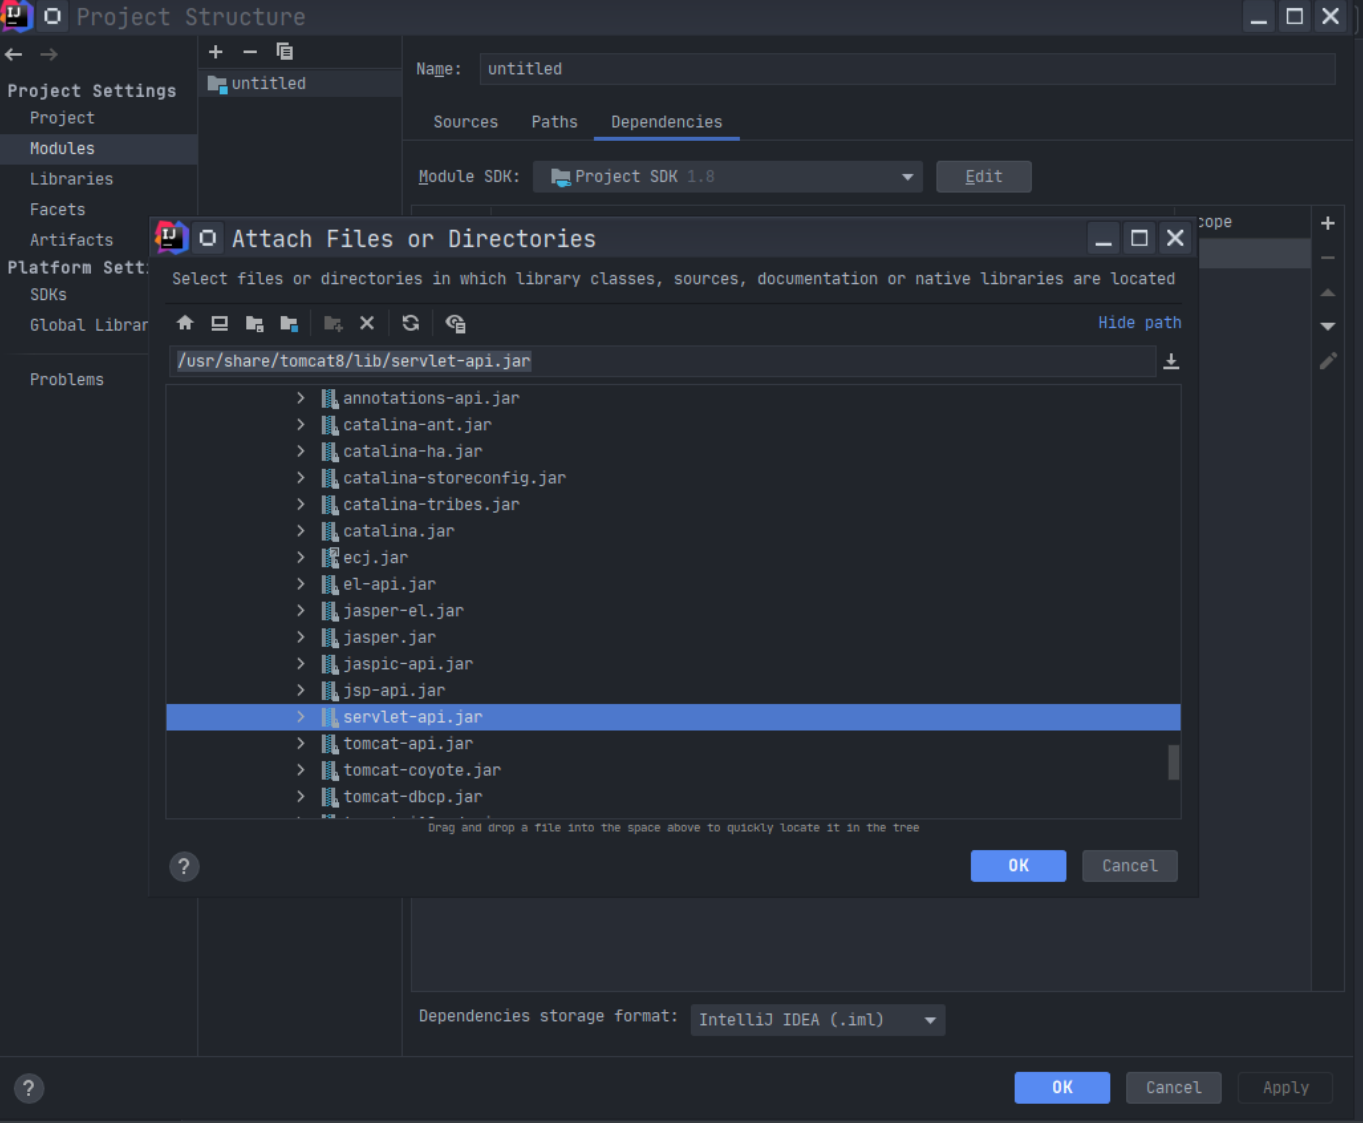 Project Structure
Project Settings
Project
Modules
Libraries
Facets
Artifacts
Platform Sett
SDKs
Global Librar
Problems
untitled
Name: untitled
Sources Paths Dependencies
Module SDK: Project SDK 1.8 Edit
cope
Attach Files or Directories
Select files or directories in which library classes, sources, documentation or native libraries are located
Hide path
/usr/share/tomcat8/lib/servlet-api.jar
annotations-api.jar
catalina-ant.jar
catalina-ha.jar
catalina-storeconfig.jar
catalina-tribes.jar
catalina.jar
ecj.jar
el-api.jar
jasper-el.jar
jasper.jar
jaspic-api.jar
jsp-api.jar
servlet-api.jar
tomcat-api.jar
tomcat-coyote.jar
tomcat-dbcp.jar
Drag and drop a file into the space above to quickly locate it in the tree
? OK Cancel
Dependencies storage format: IntelliJ IDEA (.iml)
? OK Cancel Apply